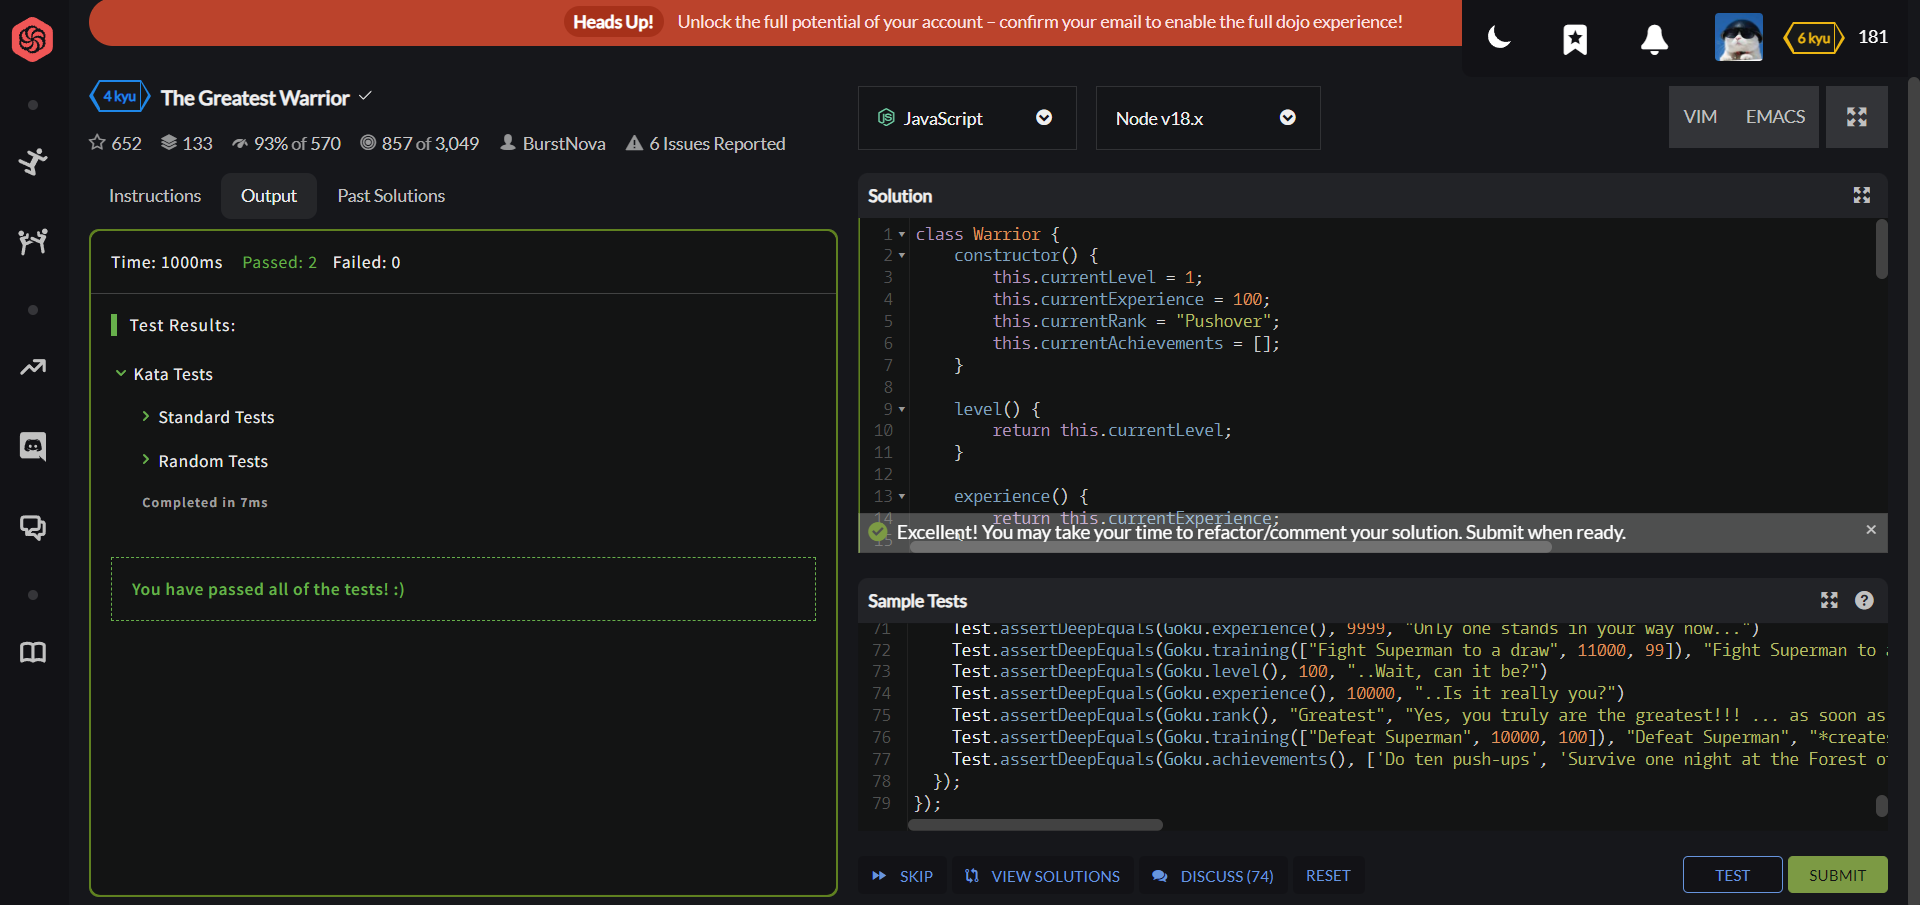 Heads Up! Unlock the full potential of your account – confirm your email to enable the full dojo experience!
6 kyu 181
4 kyu The Greatest Warrior
652 133 93% of 570 857 of 3,049 BurstNova 6 Issues Reported
Instructions Output Past Solutions
Time: 1000ms Passed: 2 Failed: 0
Test Results:
Kata Tests
Standard Tests
Random Tests
Completed in 7ms
You have passed all of the tests! :)
JavaScript
Node v18.x
VIM EMACS
Solution
1 class Warrior {
2 constructor() {
3 this.currentLevel = 1;
4 this.currentExperience = 100;
5 this.currentRank = "Pushover";
6 this.currentAchievements = [];
7 }
8
9 level() {
10 return this.currentLevel;
11 }
12
13 experience() {
14 return this.currentExperience;
15
Excellent! You may take your time to refactor/comment your solution. Submit when ready.
Sample Tests
71 Test.assertDeepEquals(Goku.experience(), 9999, "Only one stands in your way now...")
72 Test.assertDeepEquals(Goku.training(["Fight Superman to a draw", 11000, 99]), "Fight Superman to
73 Test.assertDeepEquals(Goku.level(), 100, "..Wait, can it be?")
74 Test.assertDeepEquals(Goku.experience(), 10000, "..Is it really you?")
75 Test.assertDeepEquals(Goku.rank(), "Greatest", "Yes, you truly are the greatest!!! ... as soon as
76 Test.assertDeepEquals(Goku.training(["Defeat Superman", 10000, 100]), "Defeat Superman", "*create
77 Test.assertDeepEquals(Goku.achievements(), ['Do ten push-ups', 'Survive one night at the Forest o
78 });
79 });
SKIP VIEW SOLUTIONS DISCUSS (74) RESET
TEST SUBMIT